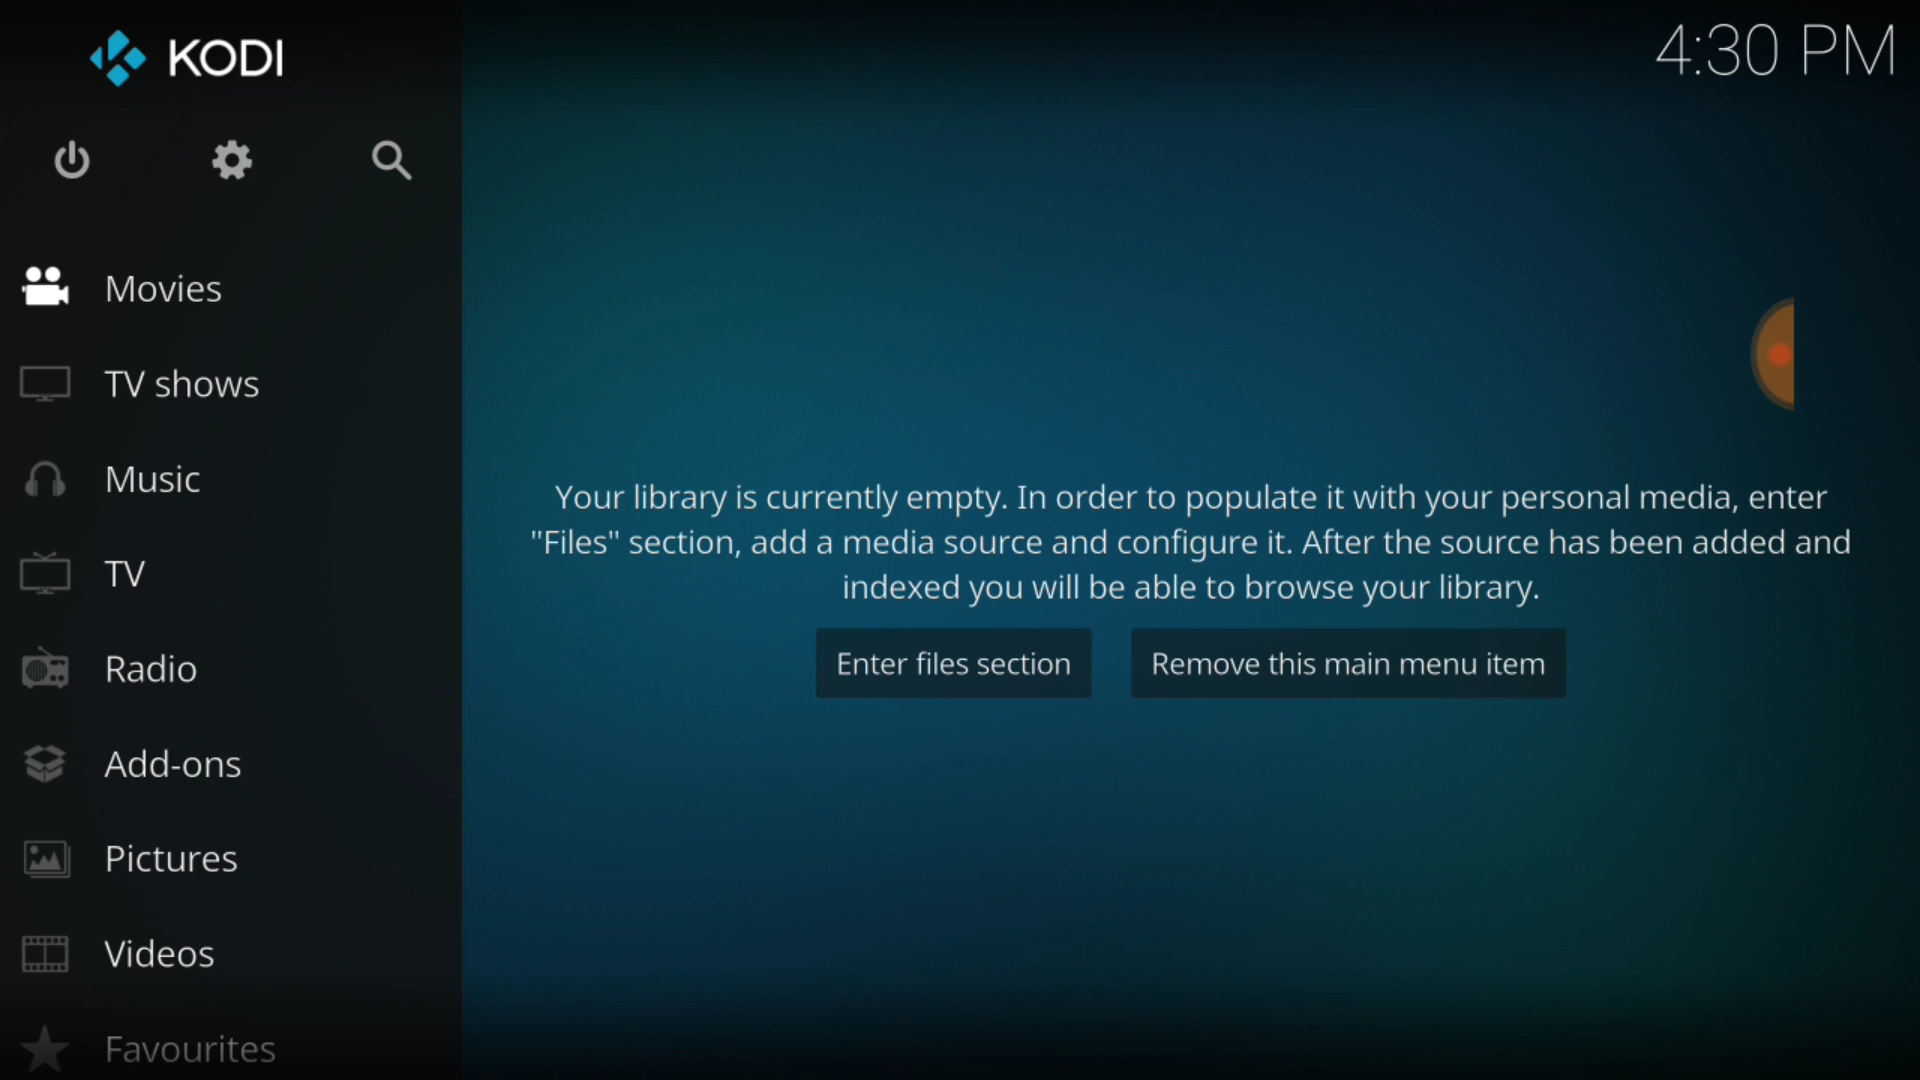 KODI
4:30 PM
Movies
TV shows
Music
TV
Radio
Add-ons
Pictures
Videos
Favourites
Your library is currently empty. In order to populate it with your personal media, enter
"Files" section, add a media source and configure it. After the source has been added and
indexed you will be able to browse your library.
Enter files section
Remove this main menu item